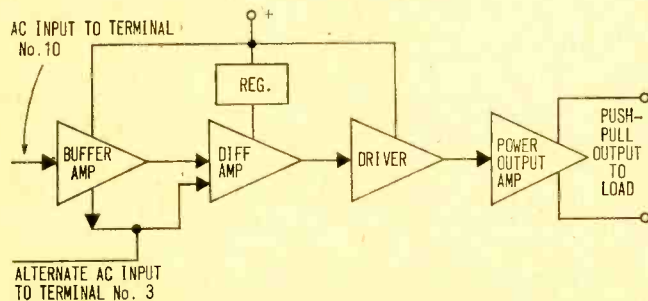 AC INPUT TO TERMINAL
No.10
+
REG.
BUFFER
AMP
DIFF
AMP
DRIVER
POWER
OUTPUT
AMP
PUSH-
PULL
OUTPUT
TO
LOAD
ALTERNATE AC INPUT
TO TERMINAL No. 3